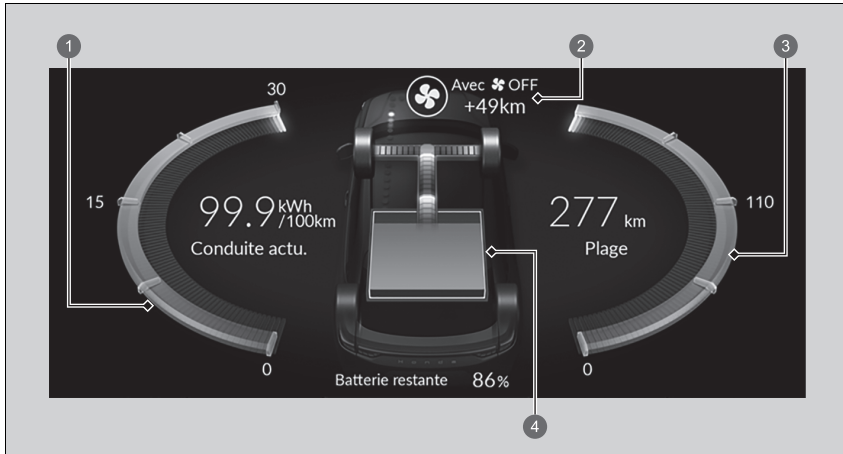 1
2
3
30
Avec OFF
+49km
15
99.9 kWh/100km
Conduite actu.
277 km
Plage
110
0
0
Batterie restante 86%
4
HONDA